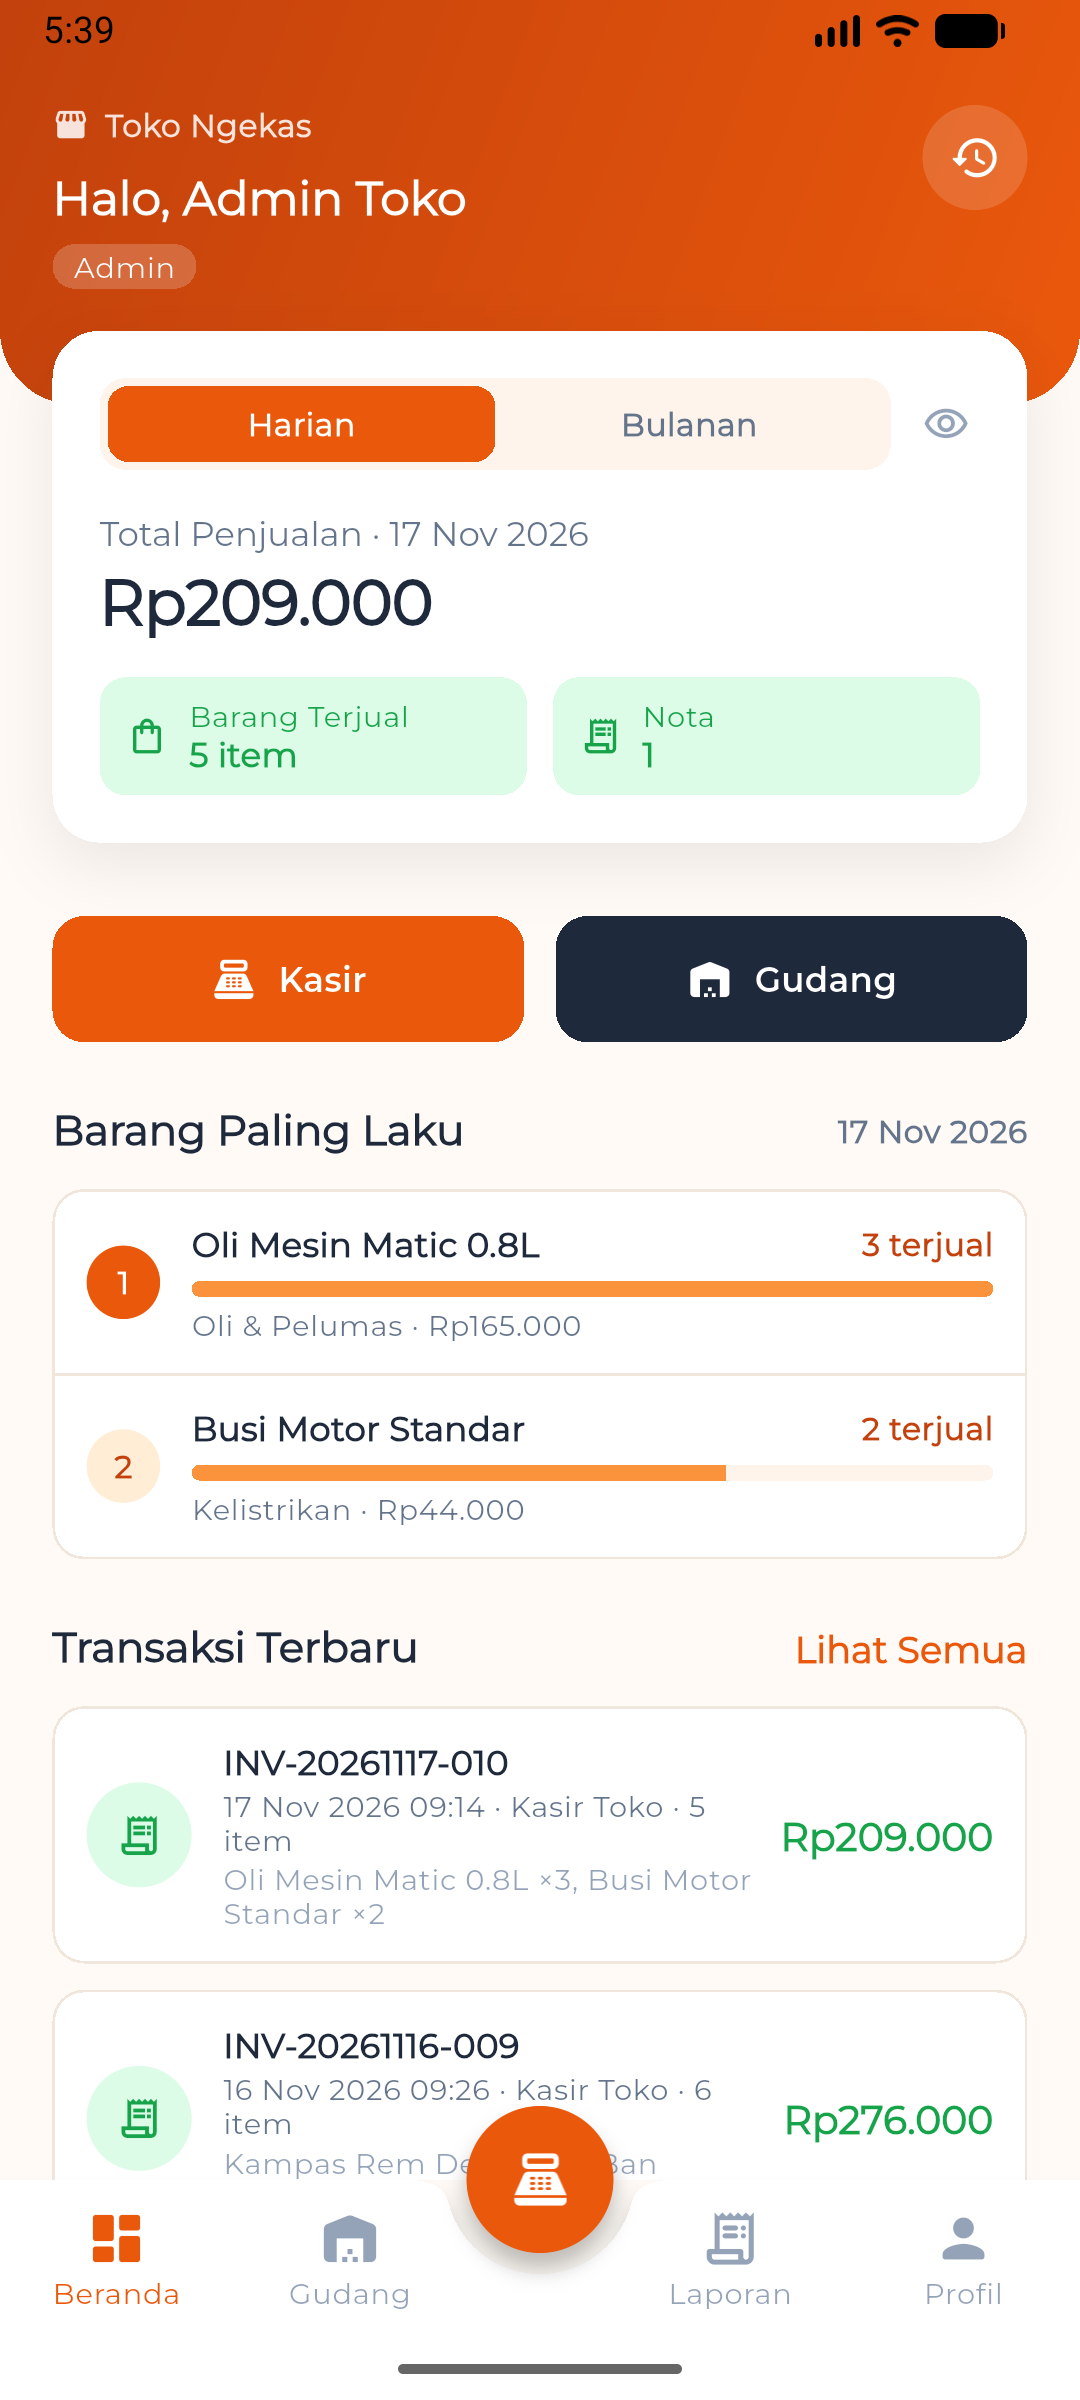 5:39
Toko Ngekas
Halo, Admin Toko
Admin
Harian
Bulanan
Total Penjualan · 17 Nov 2026
Rp209.000
Barang Terjual
5 item
Nota
1
Kasir
Gudang
Barang Paling Laku
17 Nov 2026
1
Oli Mesin Matic 0.8L
3 terjual
Oli & Pelumas · Rp165.000
2
Busi Motor Standar
2 terjual
Kelistrikan · Rp44.000
Transaksi Terbaru
Lihat Semua
INV-20261117-010
17 Nov 2026 09:14 · Kasir Toko · 5
item
Oli Mesin Matic 0.8L ×3, Busi Motor
Standar ×2
Rp209.000
INV-20261116-009
16 Nov 2026 09:26 · Kasir Toko · 6
item
Kampas Rem
Rp276.000
Beranda
Gudang
Laporan
Profil